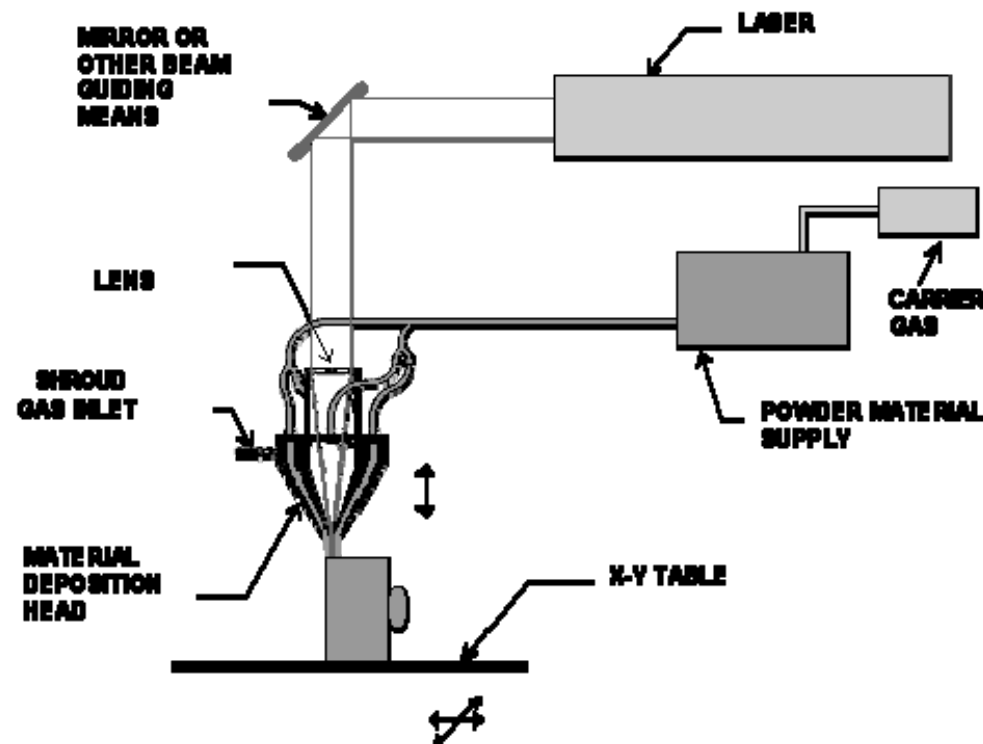 MIRROR OR
OTHER BEAM
GUIDING
MEANS
LASER
LENS
CARRIER
GAS
SHROUD
GAS INLET
POWDER MATERIAL
SUPPLY
MATERIAL
DEPOSITION
HEAD
X-Y TABLE